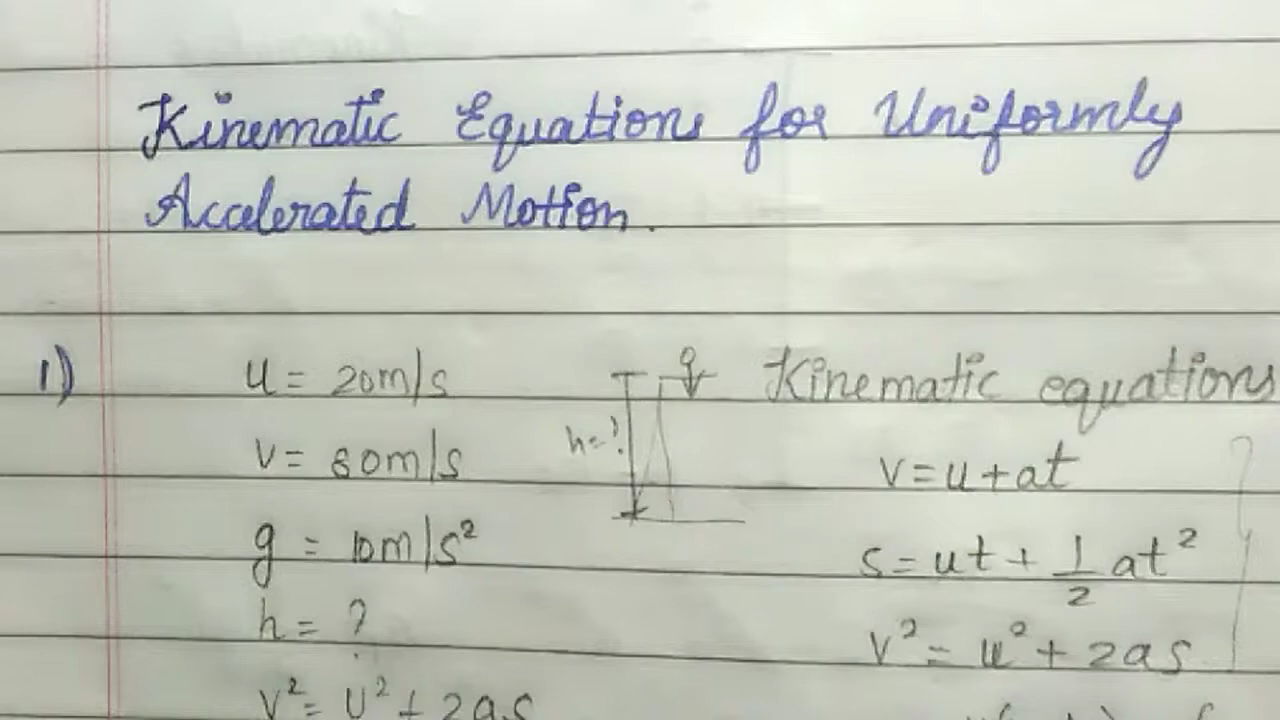 Kinematic Equations for Uniformly
Accelerated Motion.
1)
u = 20m/s
v = 80m/s
g = 10m/s²
h = ?
v² = u² + 2as
h=?
Kinematic equations
v = u + at
s = ut + 1/2 at²
v² = u² + 2as